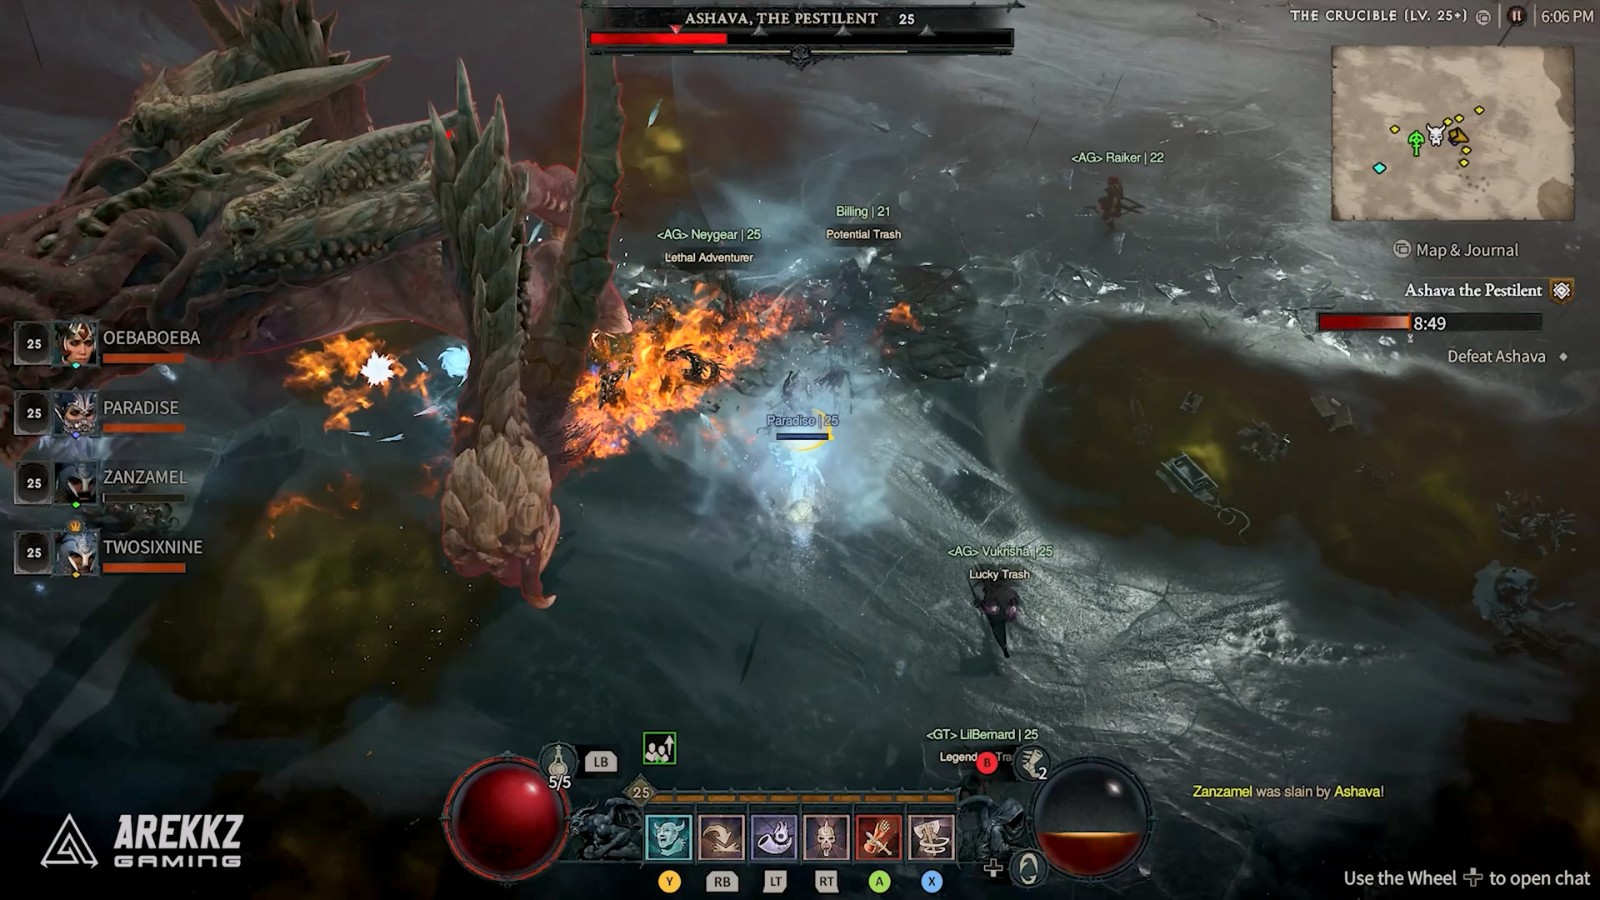 ASHAVA, THE PESTILENT 25
THE CRUCIBLE (LV. 25+) 6:06 PM
<AG> Raiker | 22
Billing | 21
Potential Trash
<AG> Neygear | 25
Lethal Adventurer
Map & Journal
Ashava the Pestilent
8:49
Defeat Ashava
25 OEBABOEBA
25 PARADISE
25 ZANZAMEL
25 TWOSIXNINE
Paradise | 25
<AG> Vukrisha | 25
Lucky Trash
<GT> LilBernard | 25
B
2
5/5
LB
25
Zanzamel was slain by Ashava!
AREKKZ
GAMING
Y RB LT RT A X
Use the Wheel to open chat